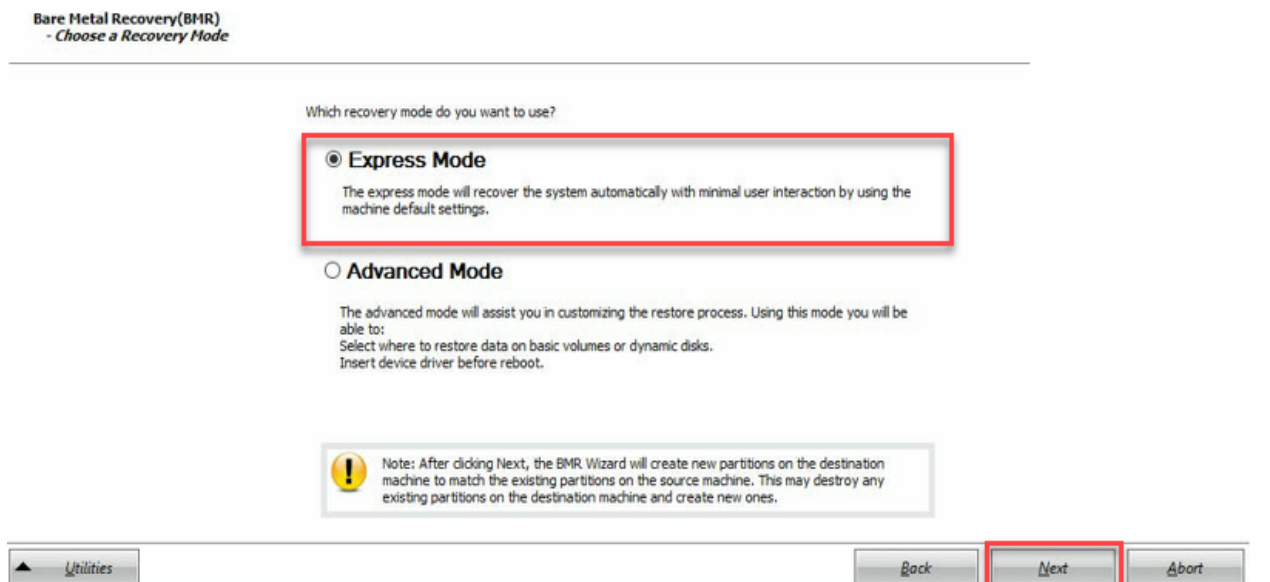 Bare Metal Recovery(BMR)
- Choose a Recovery Mode
Which recovery mode do you want to use?
Express Mode
The express mode will recover the system automatically with minimal user interaction by using the
machine default settings.
Advanced Mode
The advanced mode will assist you in customizing the restore process. Using this mode you will be
able to:
Select where to restore data on basic volumes or dynamic disks.
Insert device driver before reboot.
Note: After clicking Next, the BMR Wizard will create new partitions on the destination
machine to match the existing partitions on the source machine. This may destroy any
existing partitions on the destination machine and create new ones.
Utilities
Back
Next
Abort